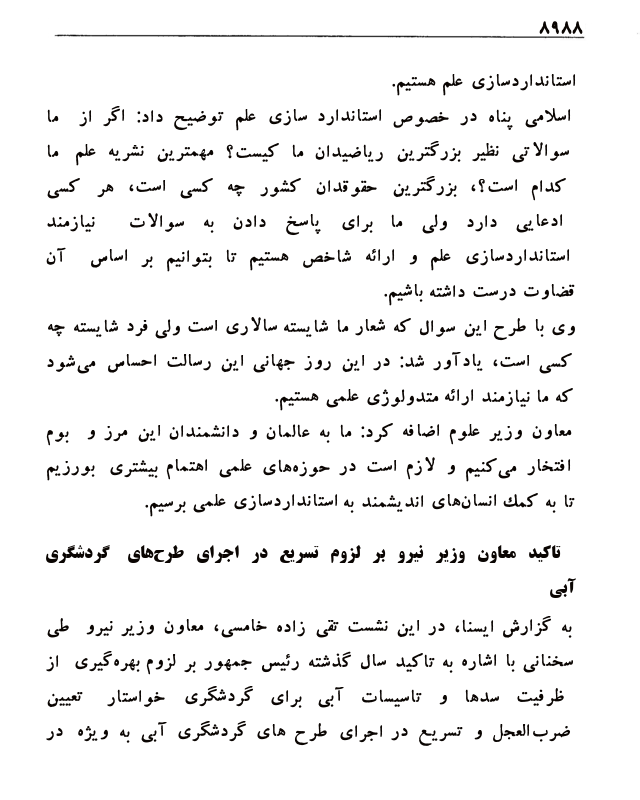 ۸۹۸۸
استانداردسازی علم هستیم.
اسلامی پناه در خصوص استاندارد سازی علم توضیح داد: اگر از ما
سوالاتی نظیر بزرگترین ریاضیدان ما کیست؟ مهمترین نشریه علم ما
کدام است؟، بزرگترین حقوقدان کشور چه کسی است، هر کسی
ادعایی دارد ولی ما برای پاسخ دادن به سوالات نیازمند
استانداردسازی علم و ارائه شاخص هستیم تا بتوانیم بر اساس آن
قضاوت درست داشته باشیم.
وی با طرح این سوال که شعار ما شایسته سالاری است ولی فرد شایسته چه
کسی است، یادآور شد: در این روز جهانی این رسالت احساس می‌شود
که ما نیازمند ارائه متدولوژی علمی هستیم.
معاون وزیر علوم اضافه کرد: ما به عالمان و دانشمندان این مرز و بوم
افتخار می‌کنیم و لازم است در حوزه‌های علمی اهتمام بیشتری بورزیم
تا به کمك انسان‌های اندیشمند به استانداردسازی علمی برسیم.
تاکید معاون وزیر نیرو بر لزوم تسریع در اجرای طرح‌های گردشگری
آبی
به گزارش ایسنا، در این نشست تقی زاده خامسی، معاون وزیر نیرو طی
سخنانی با اشاره به تاکید سال گذشته رئیس جمهور بر لزوم بهره‌گیری از
ظرفیت سدها و تاسیسات آبی برای گردشگری خواستار تعیین
ضرب‌العجل و تسریع در اجرای طرح های گردشگری آبی به ویژه در